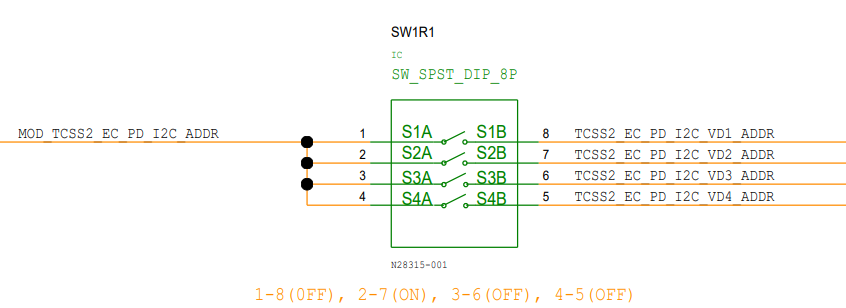 SW1R1
IC
SW_SPST_DIP_8P
MOD_TCSS2_EC_PD_I2C_ADDR 1 S1A S1B 8 TCSS2_EC_PD_I2C_VD1_ADDR
2 S2A S2B 7 TCSS2_EC_PD_I2C_VD2_ADDR
3 S3A S3B 6 TCSS2_EC_PD_I2C_VD3_ADDR
4 S4A S4B 5 TCSS2_EC_PD_I2C_VD4_ADDR
N28315-001
1-8(0FF), 2-7(ON), 3-6(OFF), 4-5(OFF)